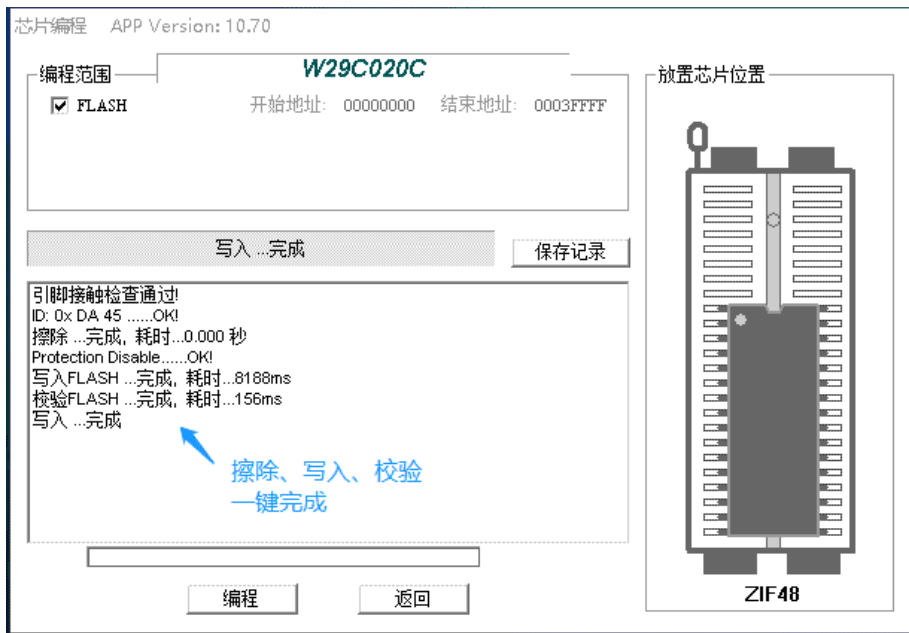 芯片编程 APP Version: 10.70
编程范围
W29C020C
FLASH 开始地址: 00000000 结束地址: 0003FFFF
写入 ...完成
保存记录
引脚接触检查通过!
ID: 0x DA 45 ......OK!
擦除 ...完成, 耗时...0.000 秒
Protection Disable......OK!
写入FLASH ...完成, 耗时...8188ms
校验FLASH ...完成, 耗时...156ms
写入 ...完成
擦除、写入、校验
一键完成
编程
返回
放置芯片位置
ZIF48